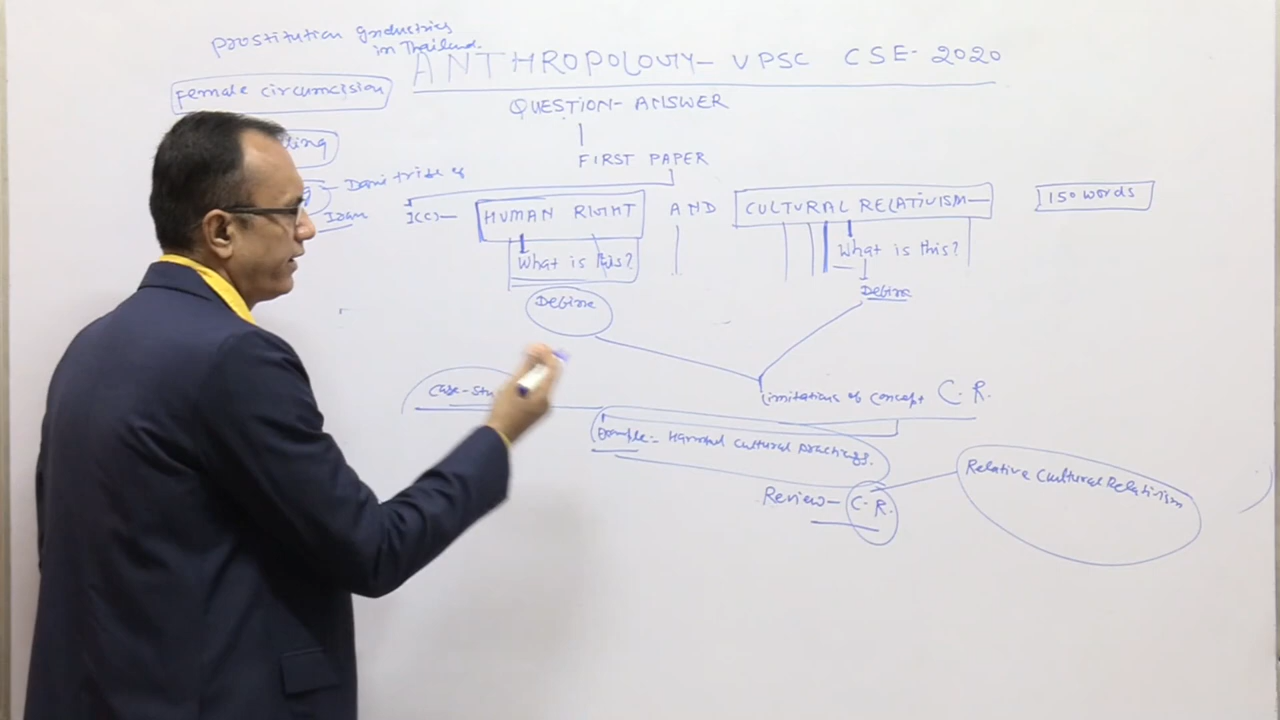 prostitution industries
in Thailand.
ANTHROPOLOGY- UPSC CSE- 2020
Female circumcision
QUESTION- ANSWER
FIRST PAPER
Dani tribe of
HUMAN RIGHT AND CULTURAL RELATIVISM- 150 words
What is this? What is this?
Define Define
Case-
Limitations of concept C.R.
Example:- Harmful cultural practices.
Relative Cultural Relativism
Review- C.R.